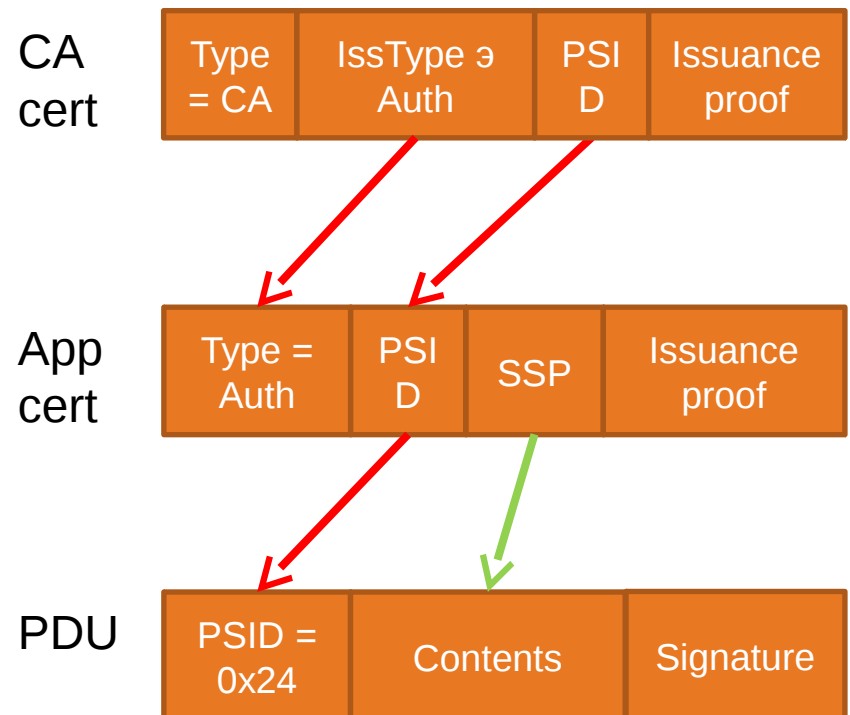 CA
cert
Type
= CA
IssType э
Auth
PSI
D
Issuance
proof
App
cert
Type =
Auth
PSI
D
SSP
Issuance
proof
PDU
PSID =
0x24
Contents
Signature